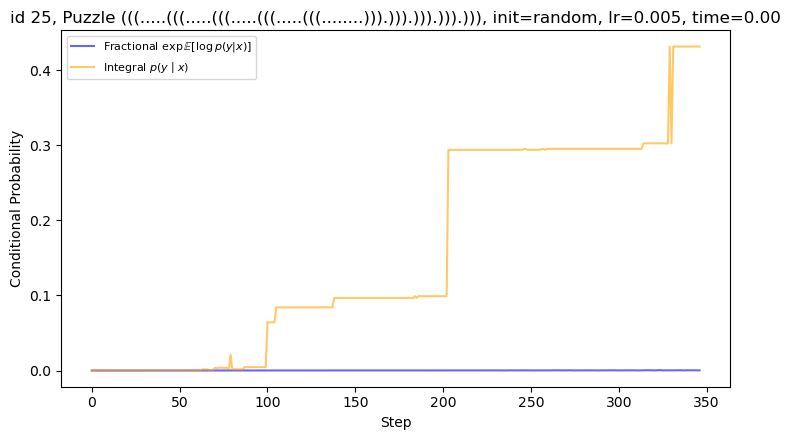 id 25, Puzzle (((.....(((.....(((.....(((.....(((........))).))).))).))).))), init=random, lr=0.005, time=0.00
Fractional exp 𝔼[log p(y|x)]
Integral p(y | x)
Conditional Probability
0.4
0.3
0.2
0.1
0.0
0 50 100 150 200 250 300 350
Step